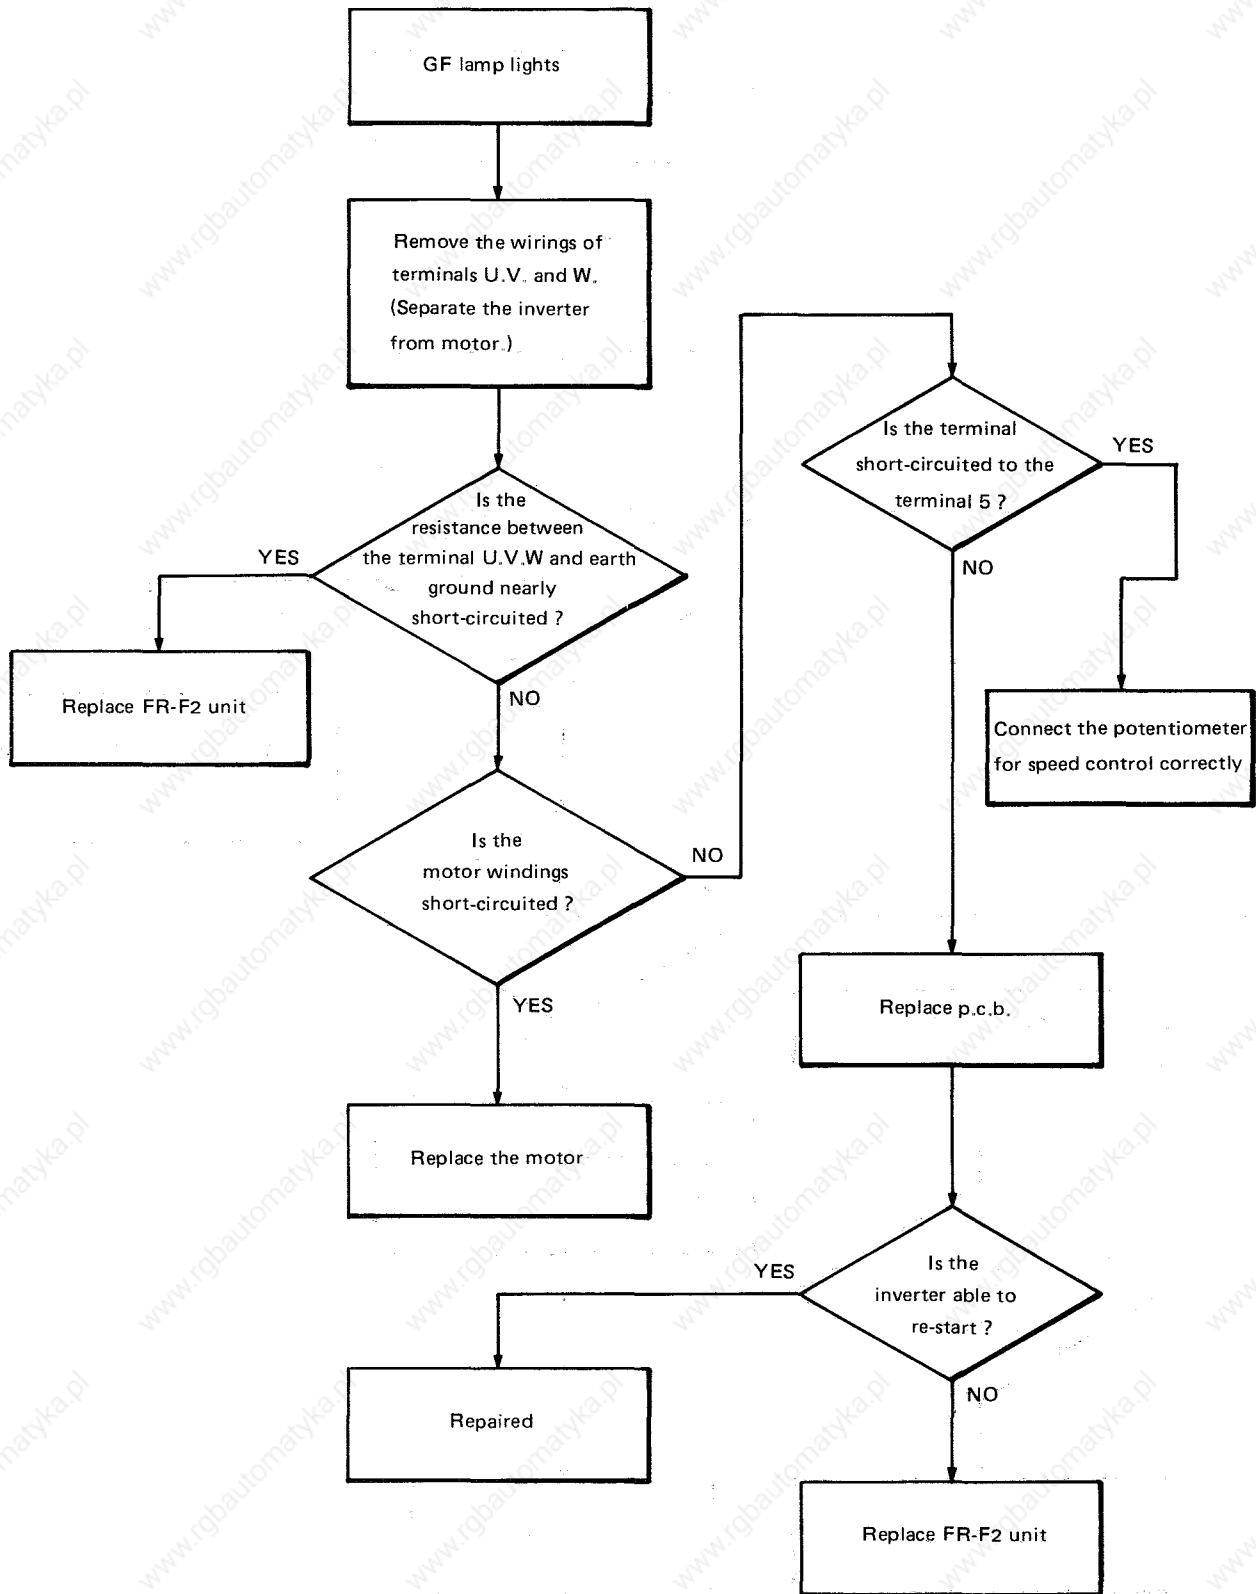 GF lamp lights
Remove the wirings of
terminals U.V. and W.
(Separate the inverter
from motor.)
Is the
resistance between
the terminal U.V.W and earth
ground nearly
short-circuited ?
YES
NO
Replace FR-F2 unit
Is the
motor windings
short-circuited ?
NO
YES
Replace the motor
Is the terminal
short-circuited to the
terminal 5 ?
YES
NO
Connect the potentiometer
for speed control correctly
Replace p.c.b.
Is the
inverter able to
re-start ?
YES
NO
Repaired
Replace FR-F2 unit
www.rgbautomatyka.pl